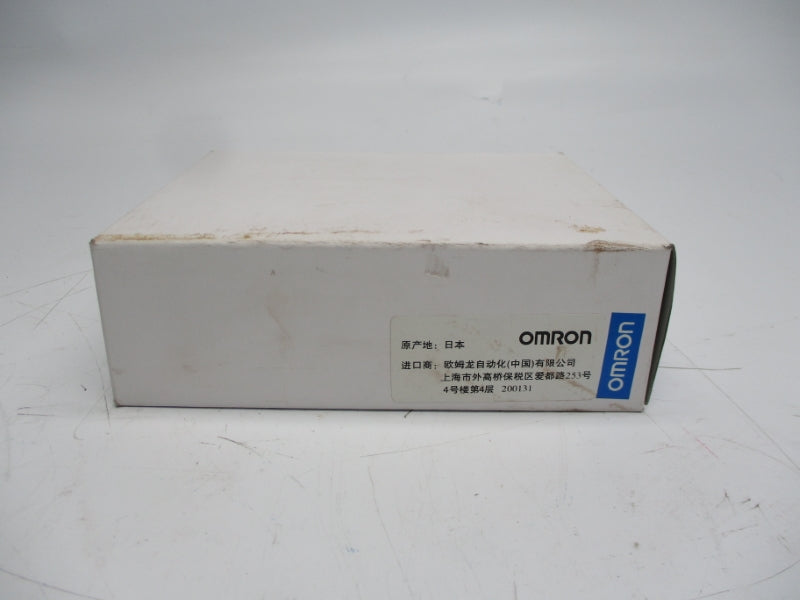 原产地：日本 OMRON
进口商：欧姆龙自动化(中国)有限公司
上海市外高桥保税区爱都路253号
4号楼第4层 200131
OMRON